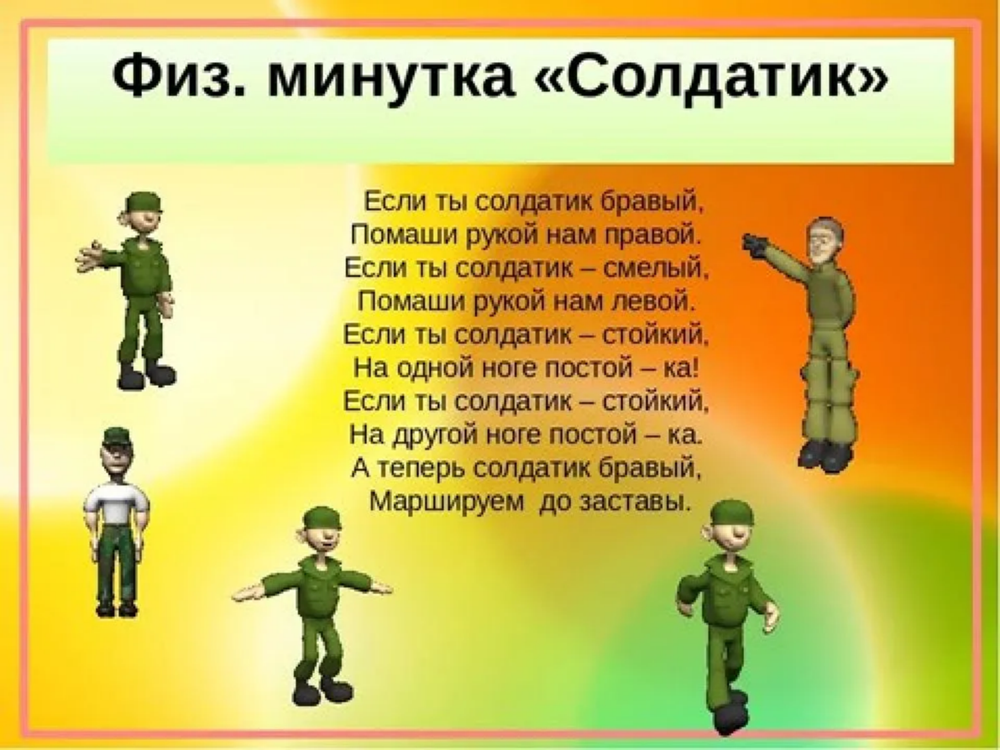 Физ. минутка «Солдатик»
Если ты солдатик бравый,
Помаши рукой нам правой.
Если ты солдатик – смелый,
Помаши рукой нам левой.
Если ты солдатик – стойкий,
На одной ноге постой – ка!
Если ты солдатик – стойкий,
На другой ноге постой – ка.
А теперь солдатик бравый,
Маршируем до заставы.